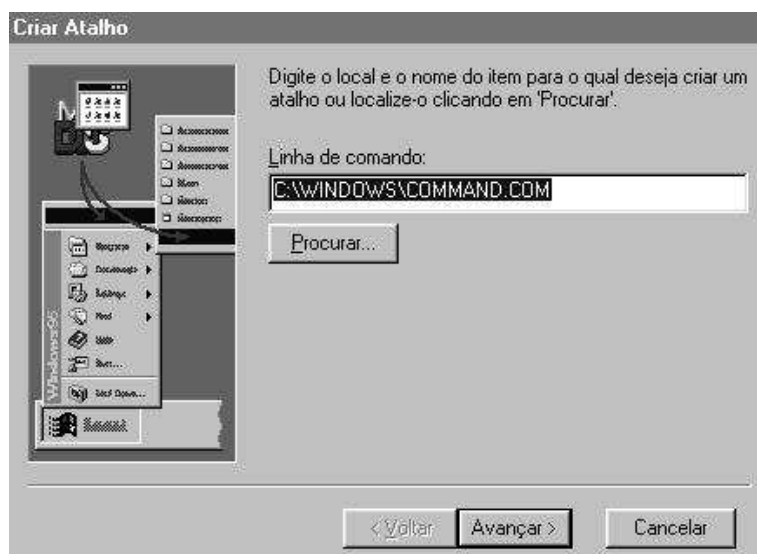 Criar Atalho
Digite o local e o nome do item para o qual deseja criar um
atalho ou localize-o clicando em 'Procurar'.
Linha de comando:
C:\WINDOWS\COMMAND.COM
Procurar...
Windows95
< Voltar
Avançar >
Cancelar